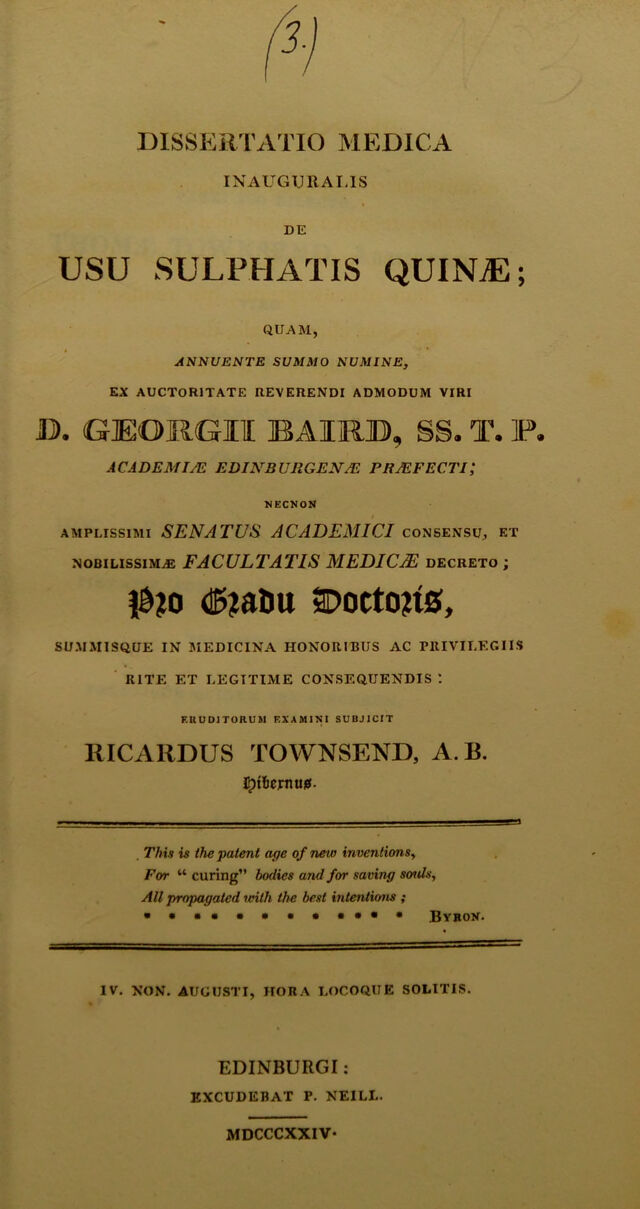 (3.)
DISSERTATIO MEDICA
INAUGURALIS
DE
USU SULPHATIS QUINÆ;
QUAM,
ANNUENTE SUMMO NUMINE,
EX AUCTORITATE REVERENDI ADMODUM VIRI
D. GEORGII BAIRD, SS. T. P.
ACADEMIÆ EDINBURGENÆ PRÆFECTI;
NECNON
AMPLISSIMI SENATUS ACADEMICI CONSENSU, ET
NOBILISSIMÆ FACULTATIS MEDICÆ DECRETO;
Pro Gradu Doctoris,
SUMMISQUE IN MEDICINA HONORIBUS AC PRIVILEGIIS
RITE ET LEGITIME CONSEQUENDIS:
ERUDITORUM EXAMINI SUBJICIT
RICARDUS TOWNSEND, A. B.
Hibernus.
This is the patent age of new inventions,
For “ curing” bodies and for saving souls,
All propagated with the best intentions;
* * * * * * * * * * * * * BYRON.
IV. NON. AUGUSTI, HORA LOCOQUE SOLITIS.
EDINBURGI:
EXCUDEBAT P. NEILL.
MDCCCXXIV.